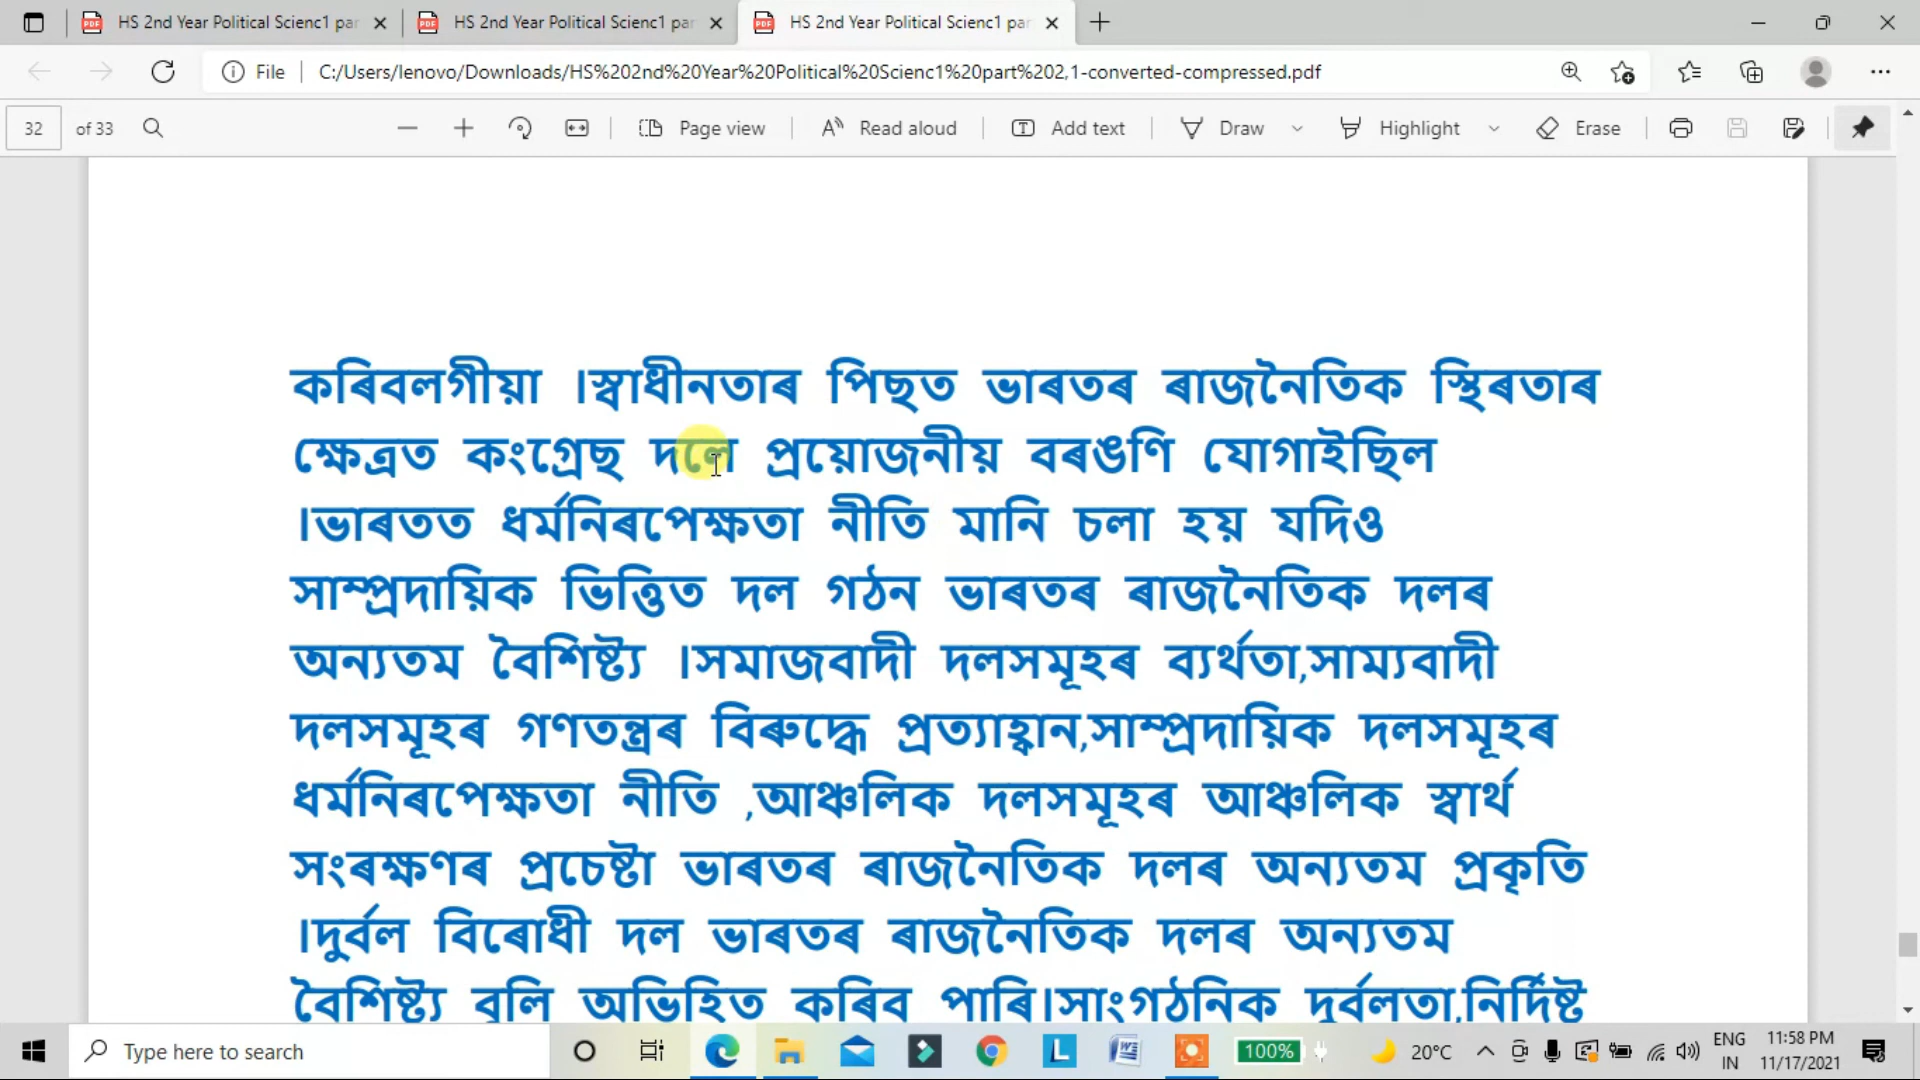 HS 2nd Year Political Scienc1 par
HS 2nd Year Political Scienc1 par
HS 2nd Year Political Scienc1 par
File
C:/Users/lenovo/Downloads/HS%202nd%20Year%20Political%20Scienc1%20part%202,1-converted-compressed.pdf
32 of 33 Page view Read aloud Add text Draw Highlight Erase
কৰিবলগীয়া ।স্বাধীনতাৰ পিছত ভাৰতৰ ৰাজনৈতিক স্থিৰতাৰ
ক্ষেত্ৰত কংগ্ৰেছ দলে প্ৰয়োজনীয় বৰঙণি যোগাইছিল
।ভাৰতত ধৰ্মনিৰপেক্ষতা নীতি মানি চলা হয় যদিও
সাম্প্ৰদায়িক ভিত্তিত দল গঠন ভাৰতৰ ৰাজনৈতিক দলৰ
অন্যতম বৈশিষ্ট্য ।সমাজবাদী দলসমূহৰ ব্যৰ্থতা,সাম্যবাদী
দলসমূহৰ গণতন্ত্ৰৰ বিৰুদ্ধে প্ৰত্যাহ্বান,সাম্প্ৰদায়িক দলসমূহৰ
ধৰ্মনিৰপেক্ষতা নীতি ,আঞ্চলিক দলসমূহৰ আঞ্চলিক স্বাৰ্থ
সংৰক্ষণৰ প্ৰচেষ্টা ভাৰতৰ ৰাজনৈতিক দলৰ অন্যতম প্ৰকৃতি
।দুৰ্বল বিৰোধী দল ভাৰতৰ ৰাজনৈতিক দলৰ অন্যতম
বৈশিষ্ট্য বুলি অভিহিত কৰিব পাৰি।সাংগঠনিক দুৰ্বলতা,নিৰ্দিষ্ট
Type here to search
100%
20°C
ENG
IN
11:58 PM
11/17/2021